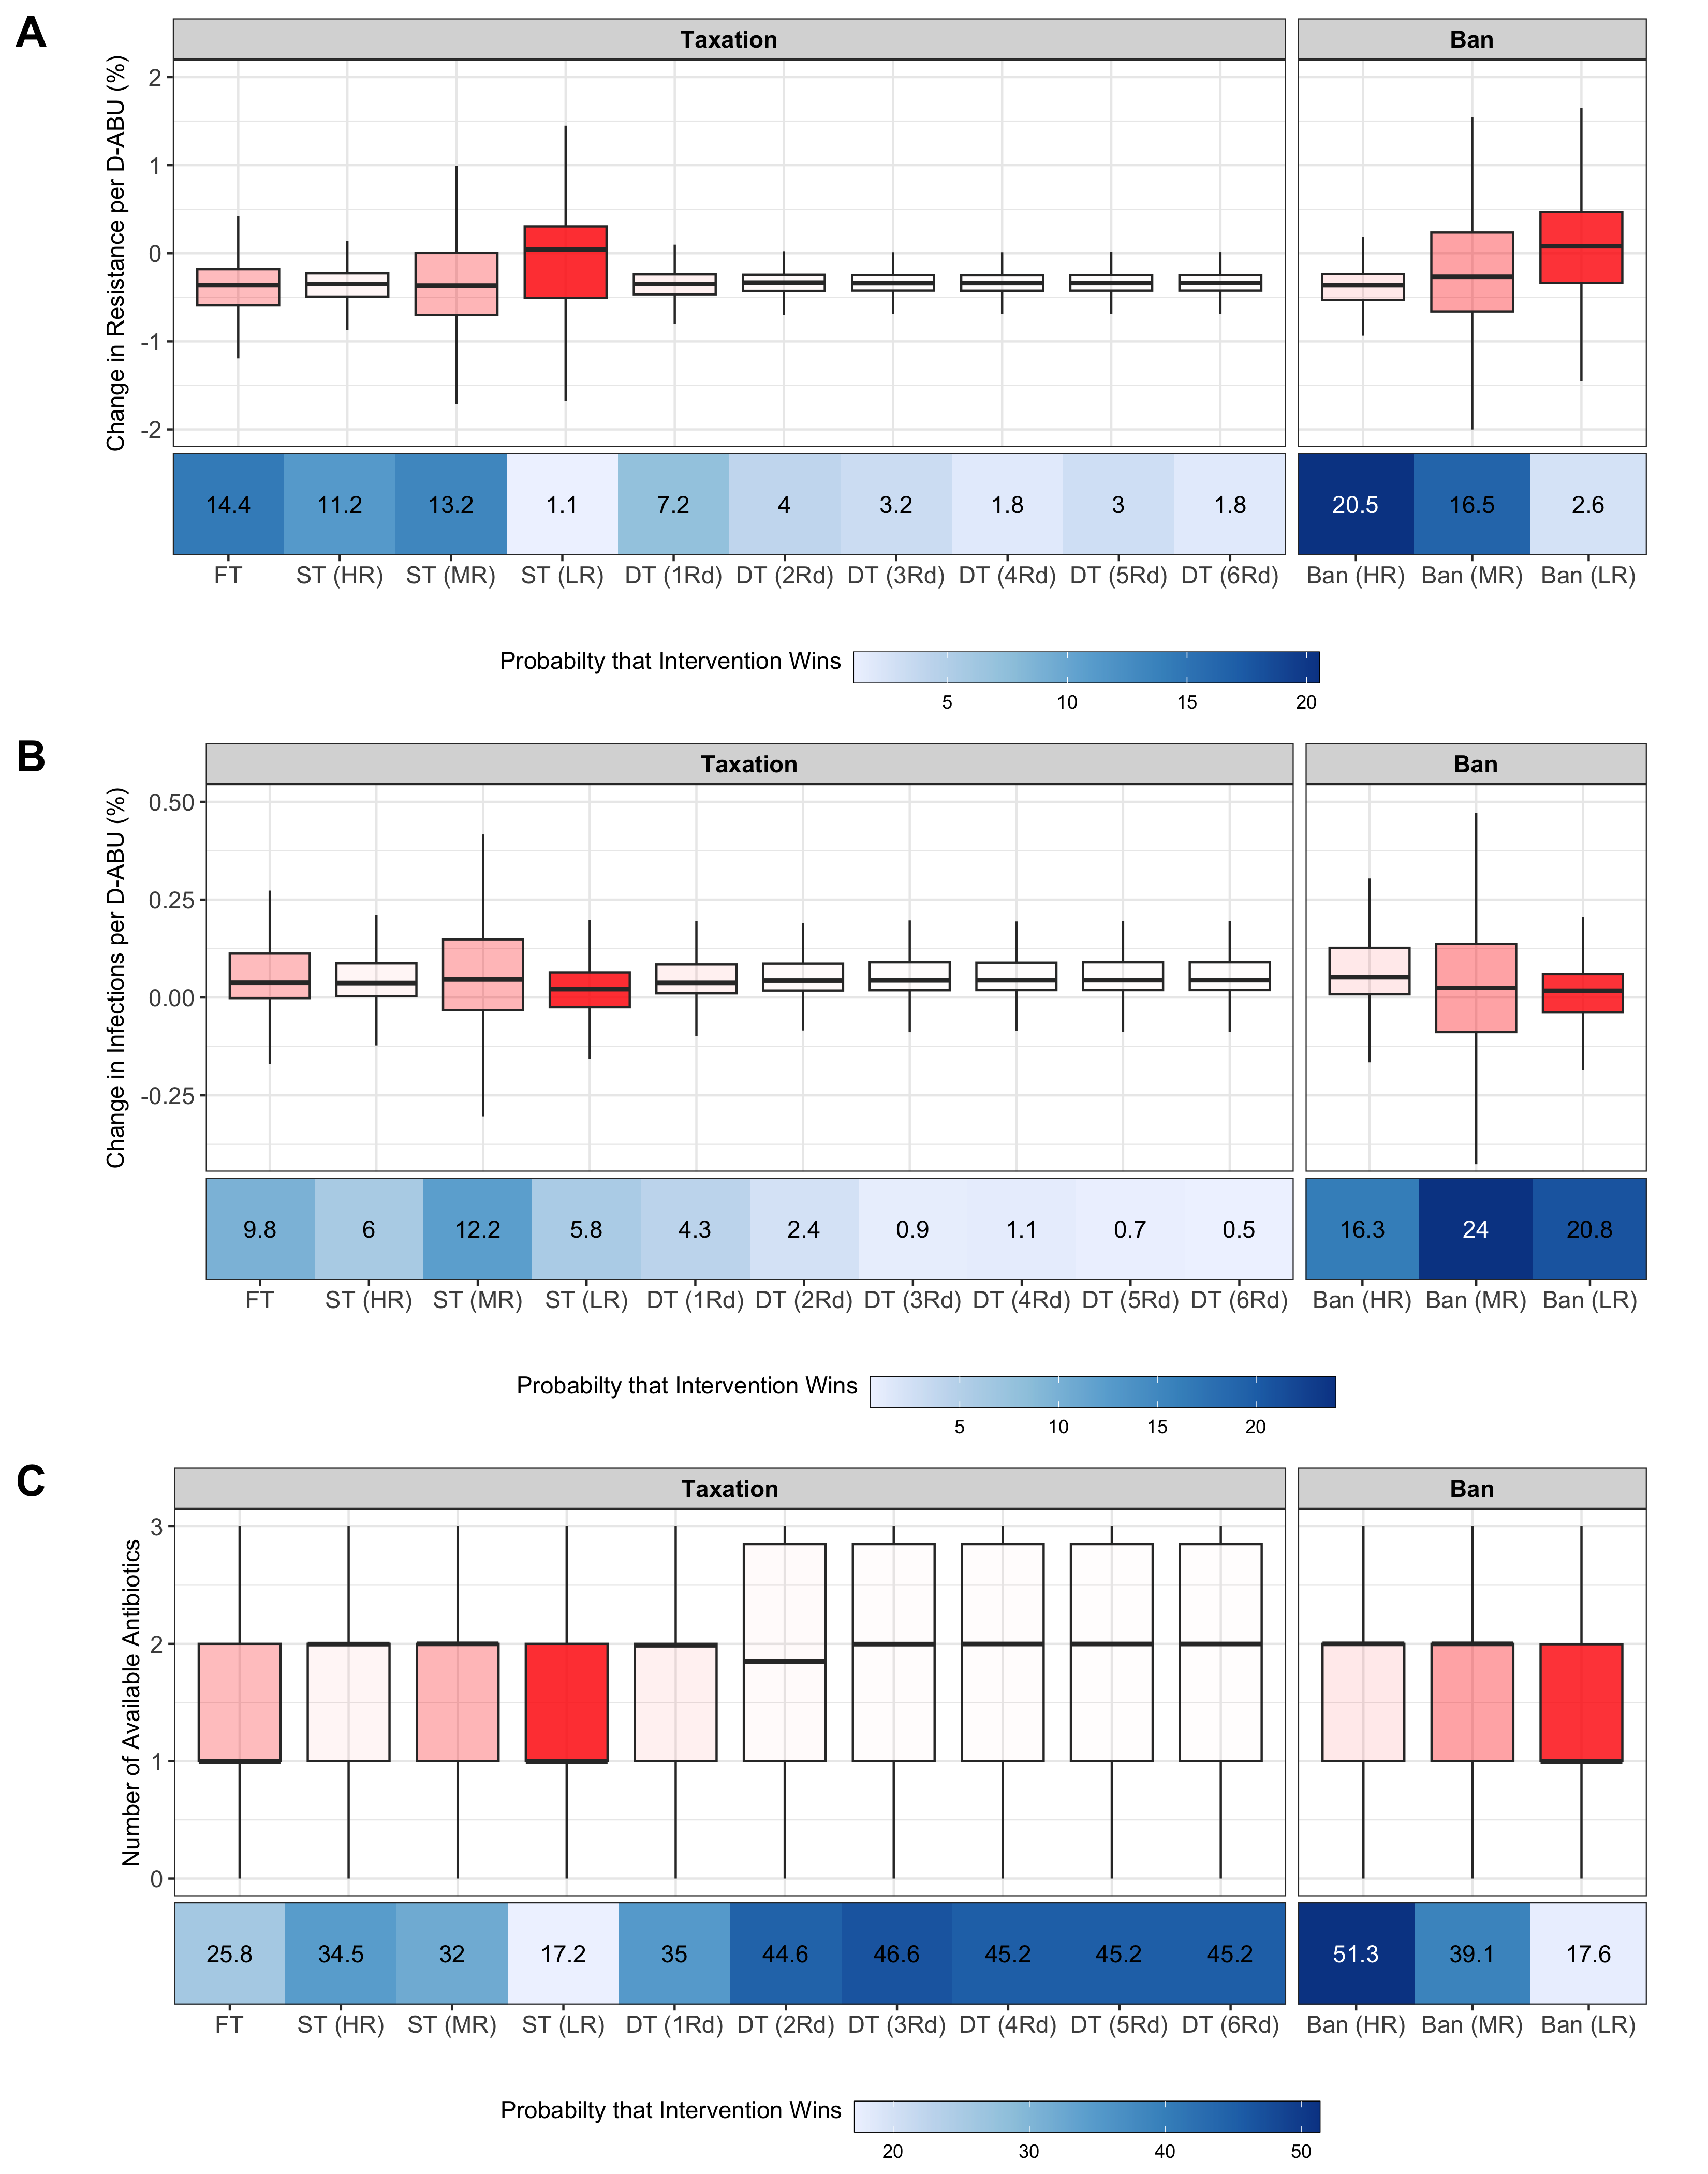 A
Taxation
Ban
Change in Resistance per D-ABU (%)
2
1
0
-1
-2
14.4 11.2 13.2 1.1 7.2 4 3.2 1.8 3 1.8 20.5 16.5 2.6
FT ST (HR) ST (MR) ST (LR) DT (1Rd) DT (2Rd) DT (3Rd) DT (4Rd) DT (5Rd) DT (6Rd) Ban (HR) Ban (MR) Ban (LR)
Probabilty that Intervention Wins
5 10 15 20
B
Taxation
Ban
Change in Infections per D-ABU (%)
0.50
0.25
0.00
-0.25
9.8 6 12.2 5.8 4.3 2.4 0.9 1.1 0.7 0.5 16.3 24 20.8
FT ST (HR) ST (MR) ST (LR) DT (1Rd) DT (2Rd) DT (3Rd) DT (4Rd) DT (5Rd) DT (6Rd) Ban (HR) Ban (MR) Ban (LR)
Probabilty that Intervention Wins
5 10 15 20
C
Taxation
Ban
Number of Available Antibiotics
3
2
1
0
25.8 34.5 32 17.2 35 44.6 46.6 45.2 45.2 45.2 51.3 39.1 17.6
FT ST (HR) ST (MR) ST (LR) DT (1Rd) DT (2Rd) DT (3Rd) DT (4Rd) DT (5Rd) DT (6Rd) Ban (HR) Ban (MR) Ban (LR)
Probabilty that Intervention Wins
20 30 40 50